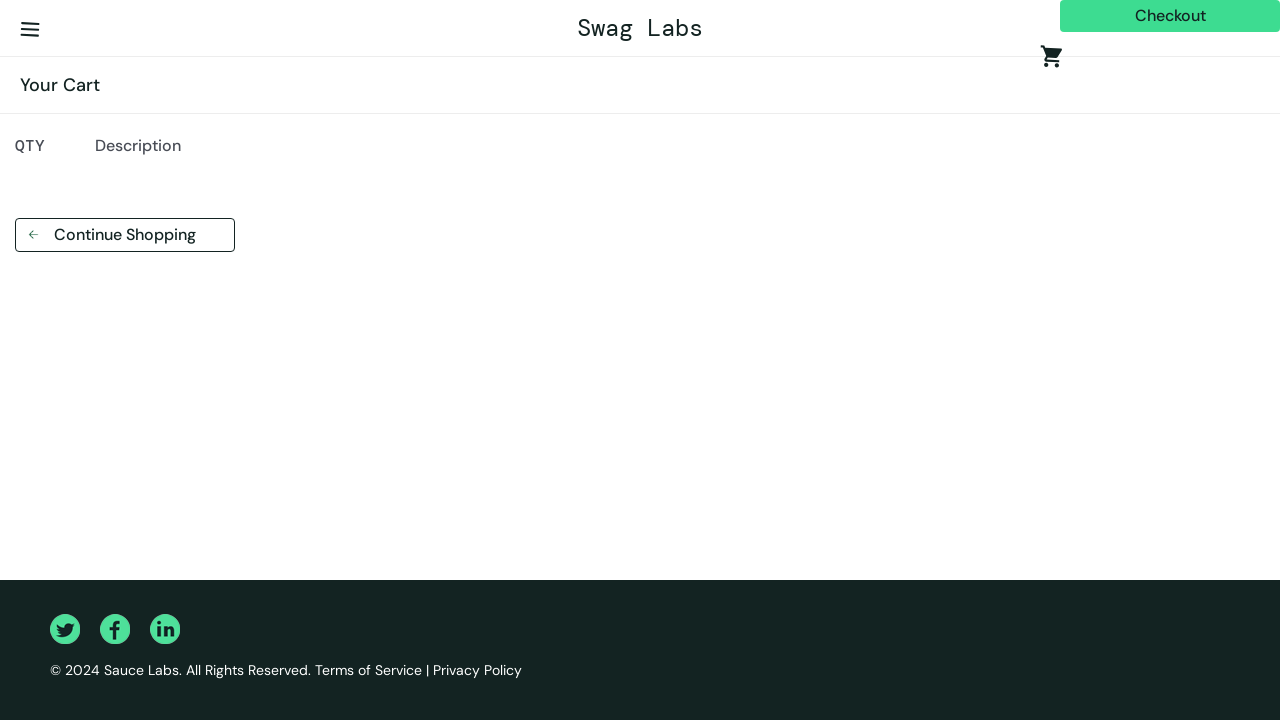 Swag Labs
Checkout
Your Cart
QTY Description
Continue Shopping
© 2024 Sauce Labs. All Rights Reserved. Terms of Service | Privacy Policy